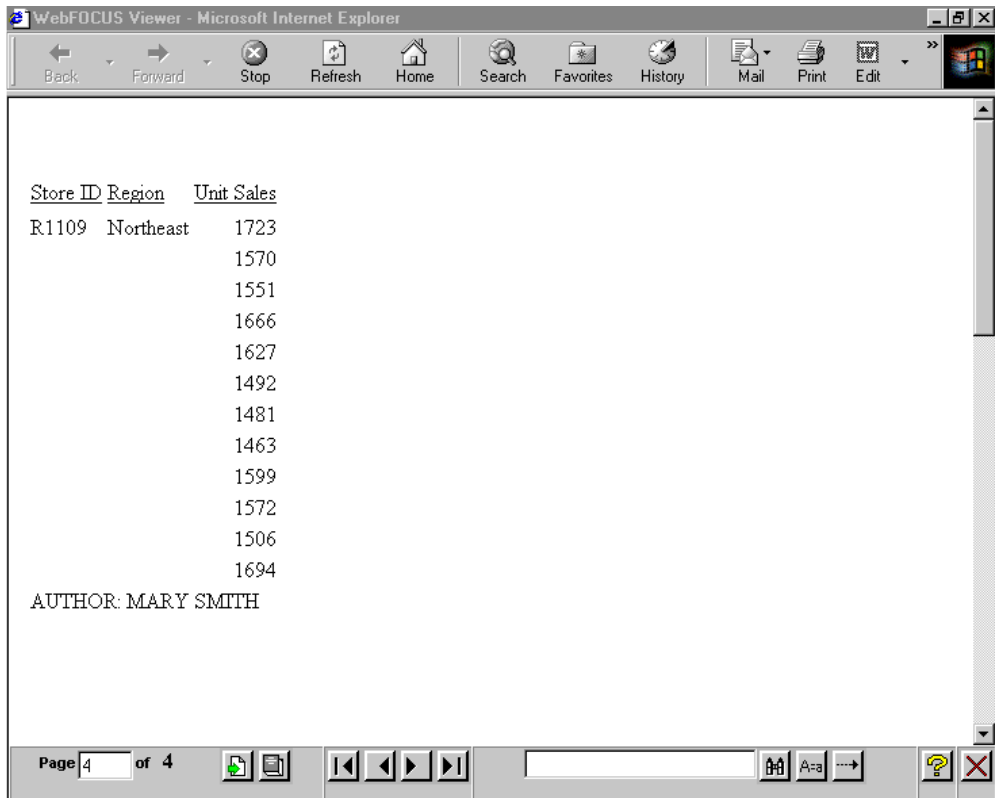 WebFOCUS Viewer - Microsoft Internet Explorer
Back Forward Stop Refresh Home Search Favorites History Mail Print Edit »
Store ID Region Unit Sales
R1109 Northeast 1723
1570
1551
1666
1627
1492
1481
1463
1599
1572
1506
1694
AUTHOR: MARY SMITH
Page 4 of 4 A=a